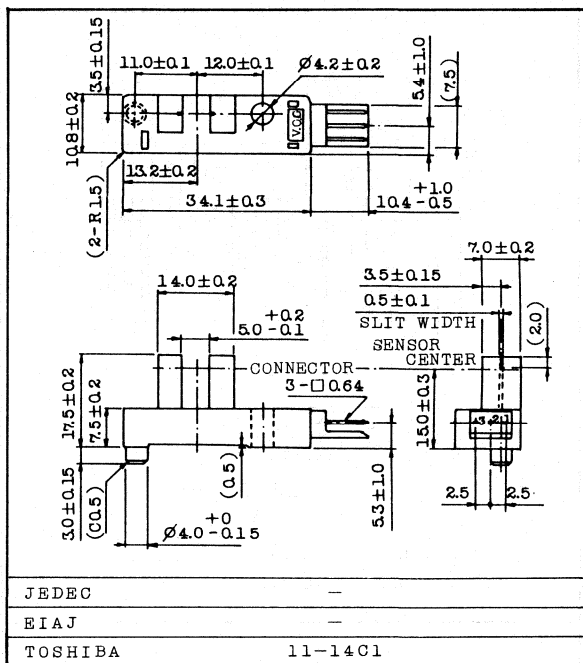 3.5±0.15
11.0±0.1
12.0±0.1
Ø4.2±0.2
5.4±1.0
(7.5)
10.8±0.2
V.G.O
13.2±0.2
(2-R1.5)
34.1±0.3
+1.0
10.4-0.5
7.0±0.2
14.0±0.2
3.5±0.15
+0.2
5.0-0.1
0.5±0.1
SLIT WIDTH
(2.0)
SENSOR
CENTER
CONNECTOR
3-□0.64
17.5±0.2
7.5±0.2
15.0±0.3
3 2 1
3.0±0.15
(C0.5)
(0.5)
5.3±1.0
2.5
2.5
+0
Ø4.0-0.15
JEDEC —
EIAJ —
TOSHIBA 11-14C1